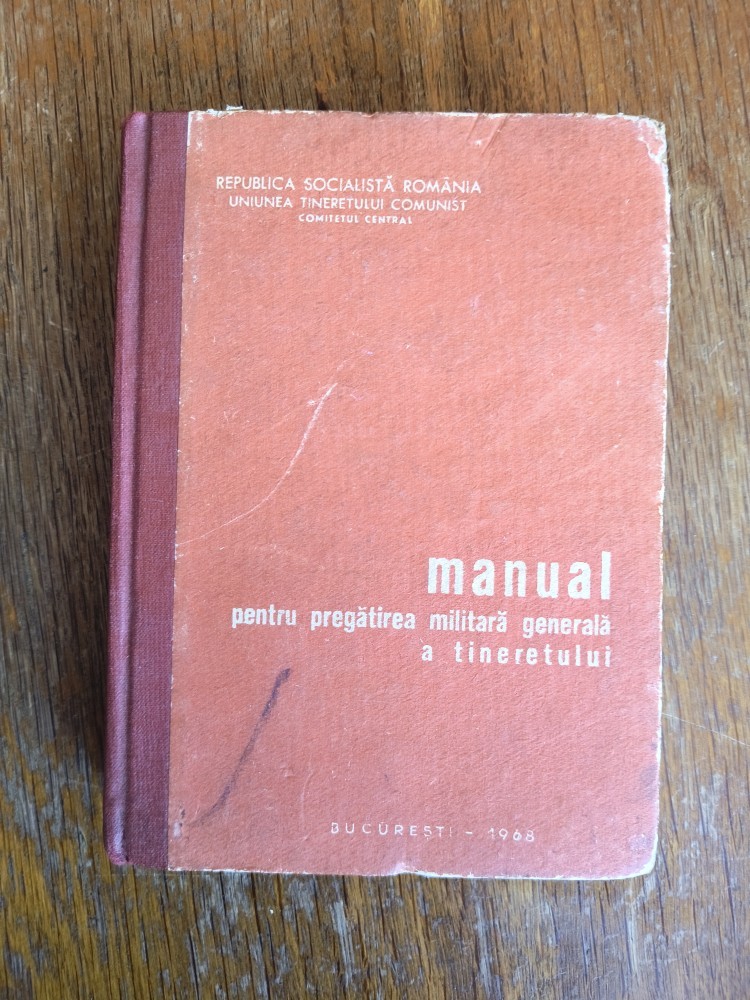 REPUBLICA SOCIALISTĂ ROMÂNIA
UNIUNEA TINERETULUI COMUNIST
COMITETUL CENTRAL
manual
pentru pregătirea militară generală
a tineretului
BUCUREȘTI - 1968